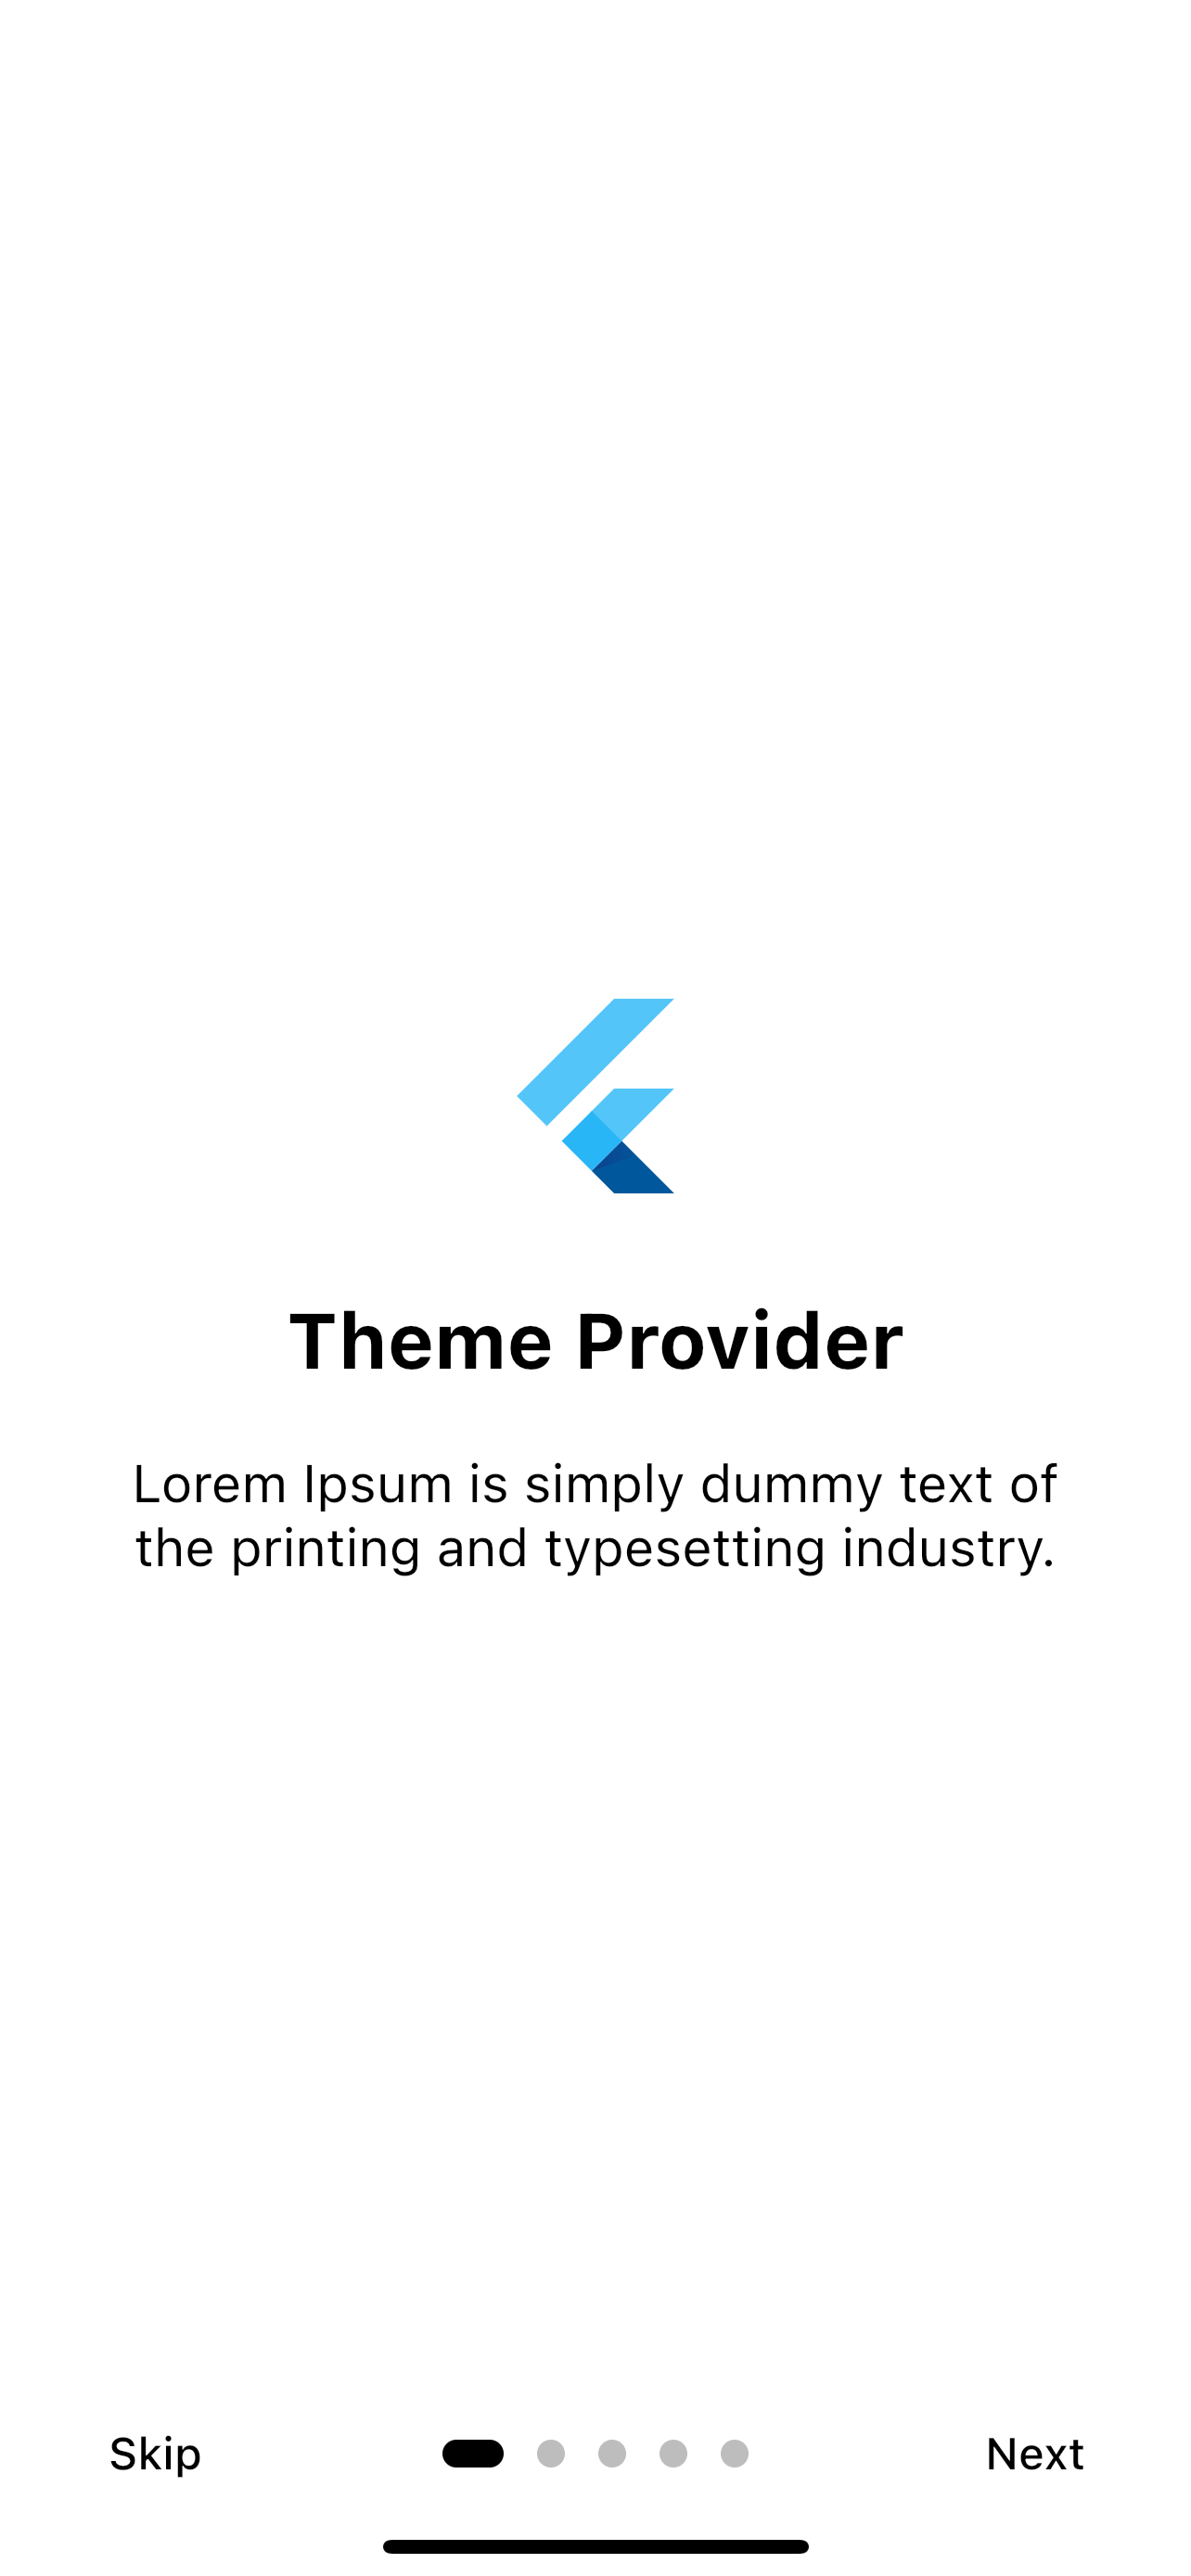 Theme Provider
Lorem Ipsum is simply dummy text of
the printing and typesetting industry.
Skip
Next